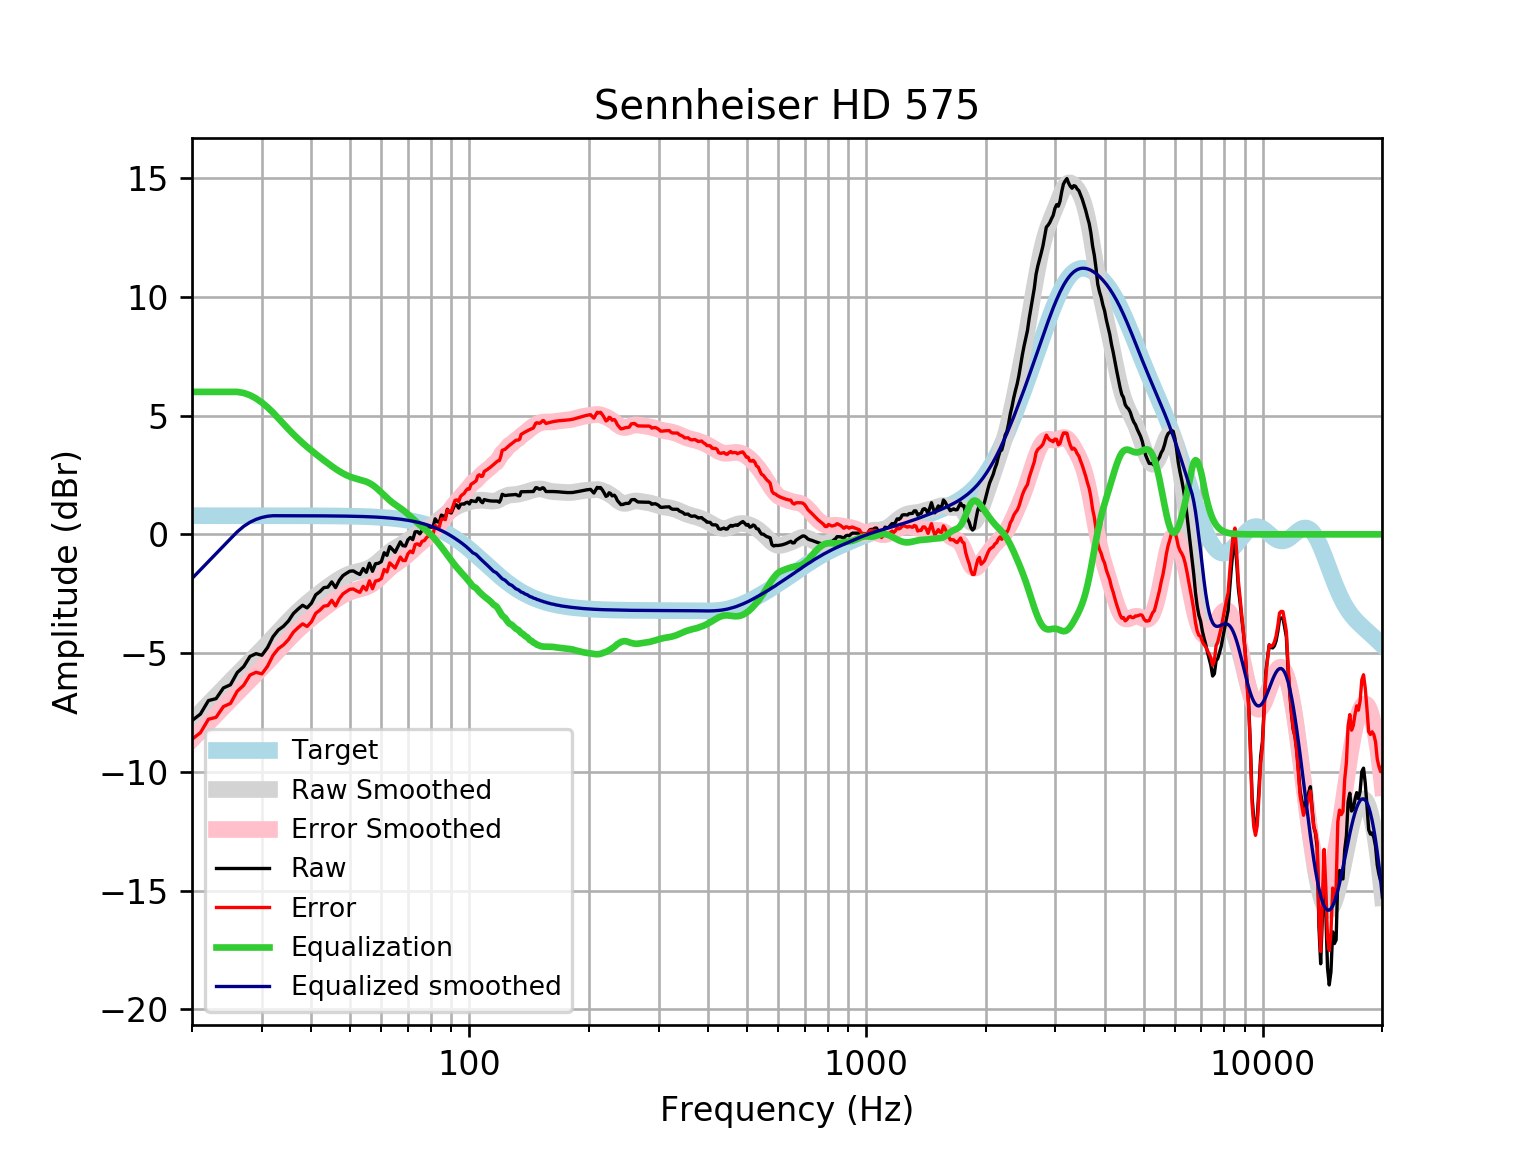 Sennheiser HD 575
Amplitude (dBr)
15
10
5
0
−5
−10
−15
−20
Target
Raw Smoothed
Error Smoothed
Raw
Error
Equalization
Equalized smoothed
100 1000 10000
Frequency (Hz)